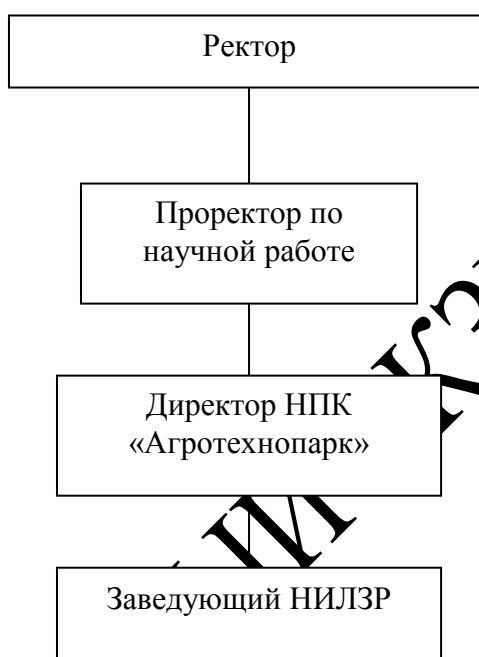 Ректор
Проректор по
научной работе
Директор НПК
«Агротехнопарк»
Заведующий НИЛЗР